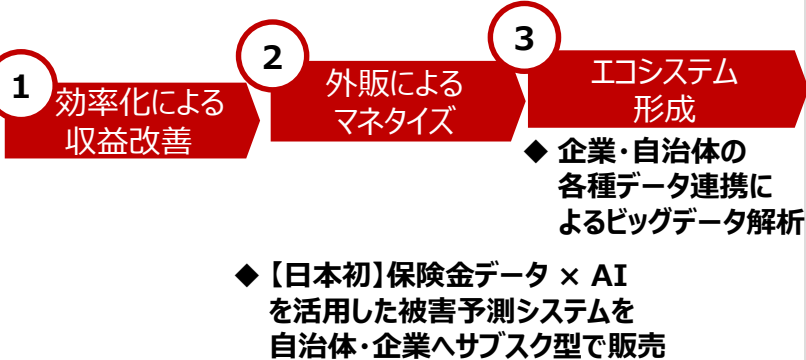 1
効率化による
収益改善
2
外販による
マネタイズ
3
エコシステム
形成
◆ 企業・自治体の
各種データ連携に
よるビッグデータ解析
◆【日本初】保険金データ × AI
を活用した被害予測システムを
自治体・企業へサブスク型で販売